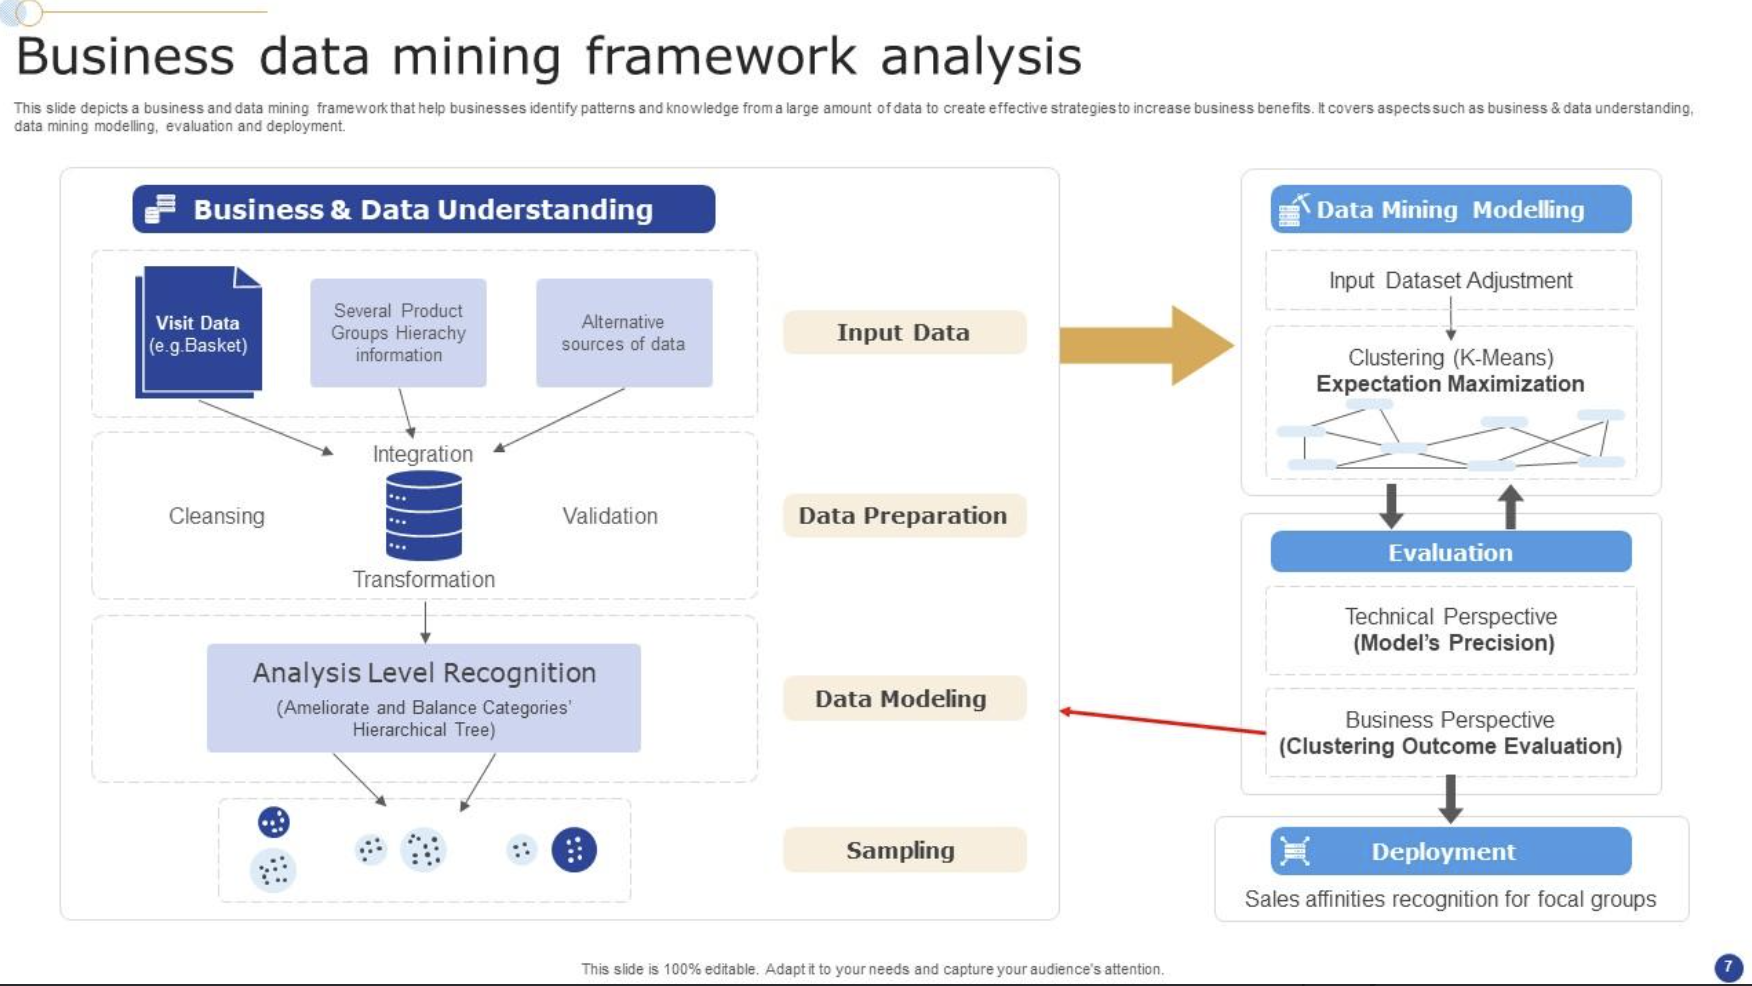 Business data mining framework analysis
This slide depicts a business and data mining framework that help businesses identify patterns and knowledge from a large amount of data to create effective strategies to increase business benefits. It covers aspects such as business & data understanding,
data mining modelling, evaluation and deployment.
Business & Data Understanding
Visit Data
(e.g.Basket)
Several Product
Groups Hierachy
information
Alternative
sources of data
Input Data
Integration
Cleansing
Validation
Transformation
Data Preparation
Analysis Level Recognition
(Ameliorate and Balance Categories'
Hierarchical Tree)
Data Modeling
Sampling
Data Mining Modelling
Input Dataset Adjustment
Clustering (K-Means)
Expectation Maximization
Evaluation
Technical Perspective
(Model's Precision)
Business Perspective
(Clustering Outcome Evaluation)
Deployment
Sales affinities recognition for focal groups
This slide is 100% editable. Adapt it to your needs and capture your audience's attention.
7